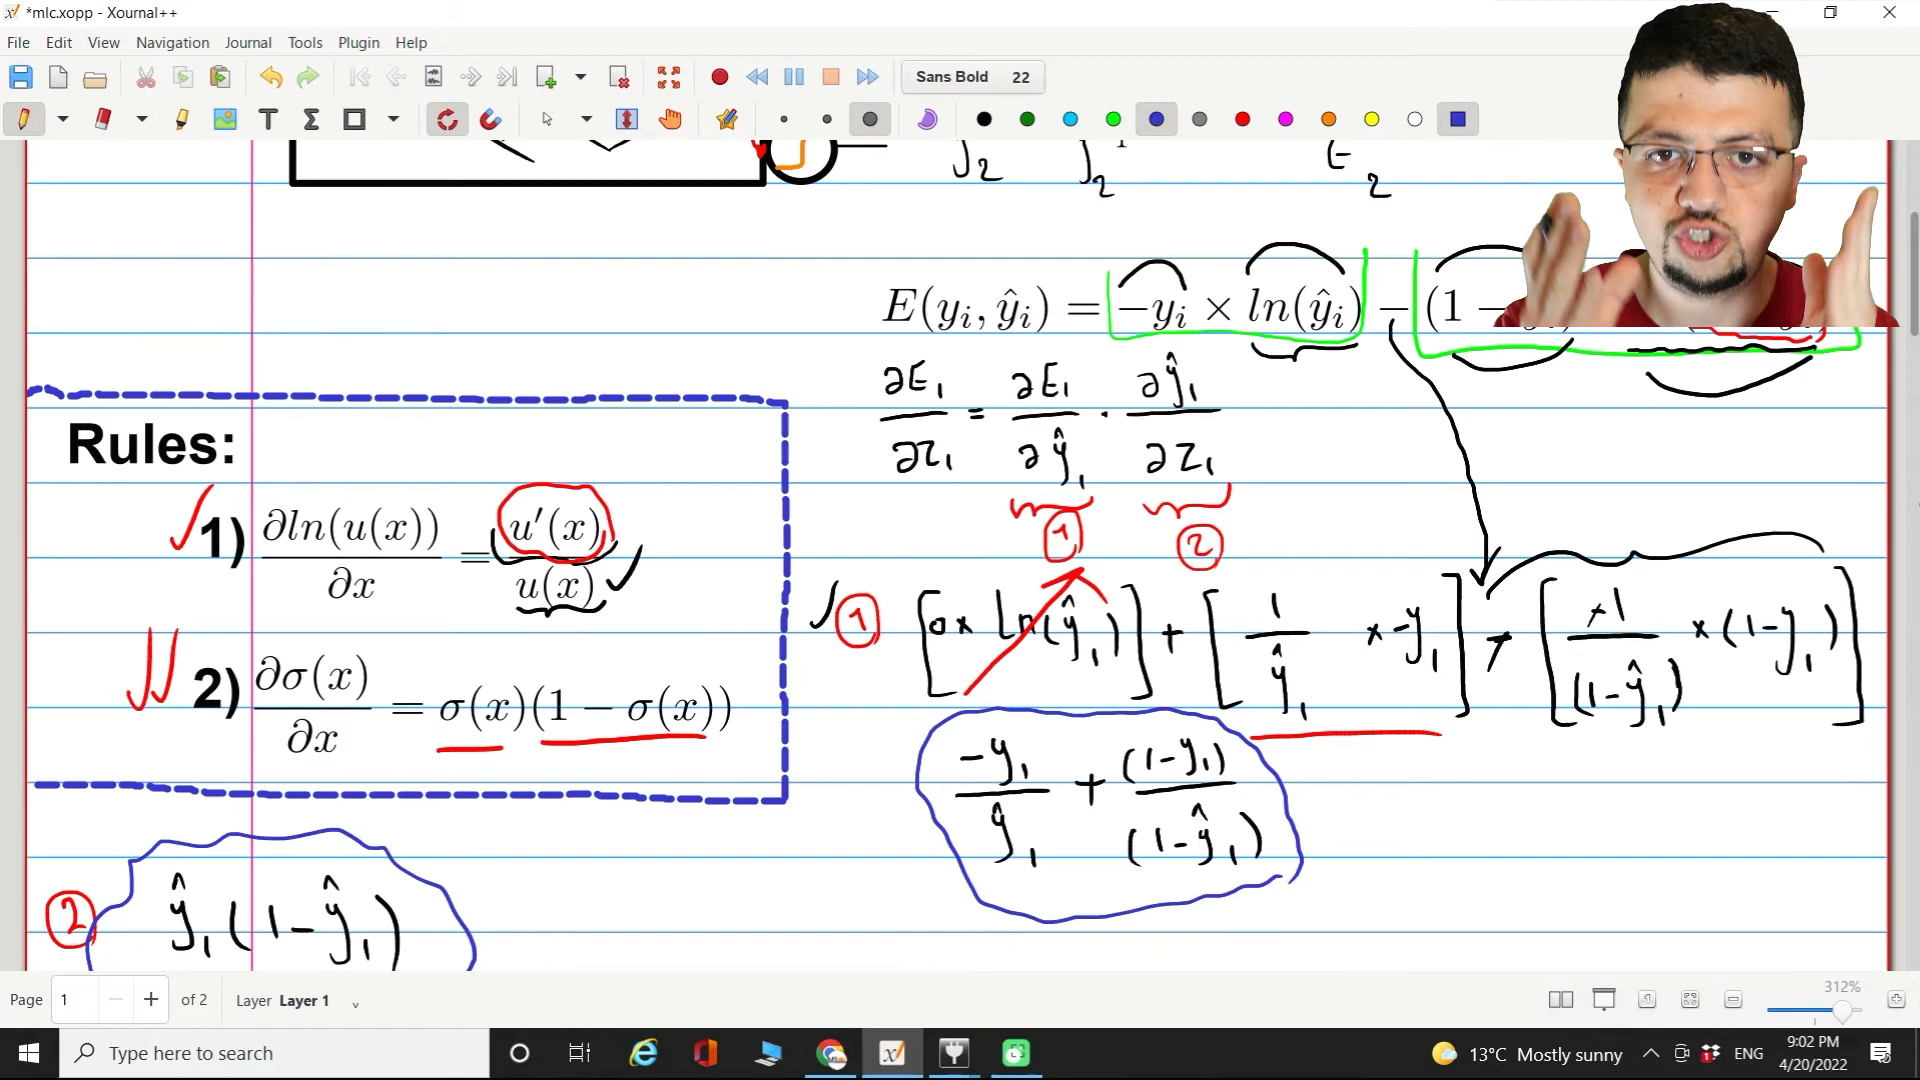 *mlc.xopp - Xournal++
File Edit View Navigation Journal Tools Plugin Help
Sans Bold 22
E(yᵢ, ŷᵢ) = −yᵢ × ln(ŷᵢ) − (1 −
∂E₁/∂z₁ = ∂E₁/∂ŷ₁ · ∂ŷ₁/∂z₁
① ②
Rules:
1) ∂ln(u(x))/∂x = u′(x)/u(x)
2) ∂σ(x)/∂x = σ(x)(1 − σ(x))
① [0 × ln(ŷ₁)] + [1/ŷ₁ × −y₁] + [×1/(1−ŷ₁) × (1−y₁)]
−y₁/ŷ₁ + (1−y₁)/(1−ŷ₁)
② ŷ₁(1−ŷ₁)
Page 1 of 2 Layer Layer 1 312%
Type here to search
13°C Mostly sunny ENG 9:02 PM
4/20/2022